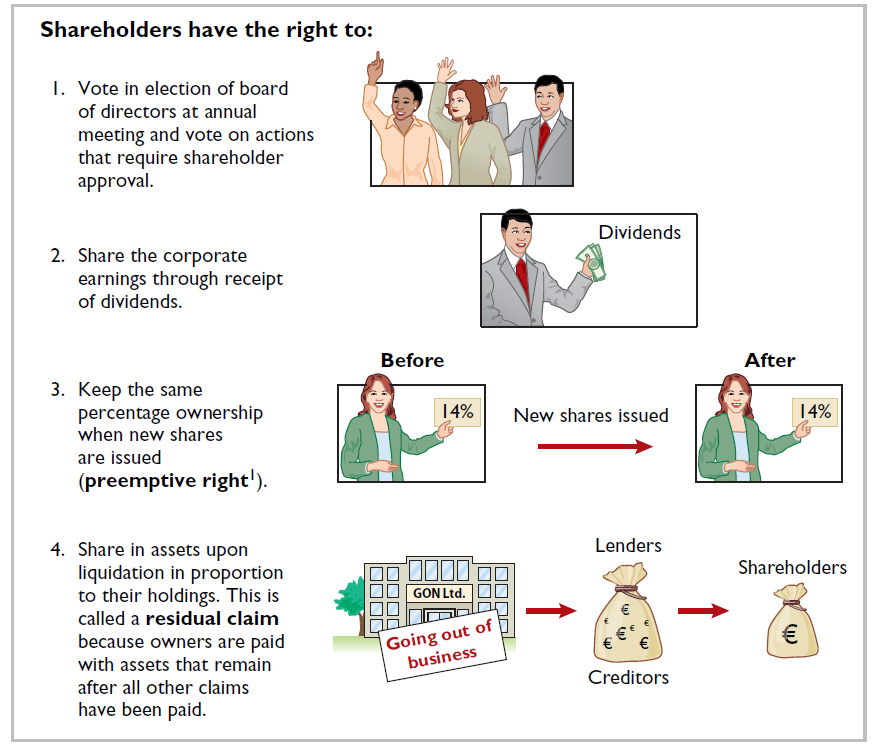 Shareholders have the right to:
1. Vote in election of board
of directors at annual
meeting and vote on actions
that require shareholder
approval.
2. Share the corporate
earnings through receipt
of dividends.
Dividends
3. Keep the same
percentage ownership
when new shares
are issued
(preemptive right¹).
Before
14%
New shares issued
After
14%
4. Share in assets upon
liquidation in proportion
to their holdings. This is
called a residual claim
because owners are paid
with assets that remain
after all other claims
have been paid.
GON Ltd.
Going out of
business
Lenders
€
€ €
€ €
€ €
Creditors
Shareholders
€